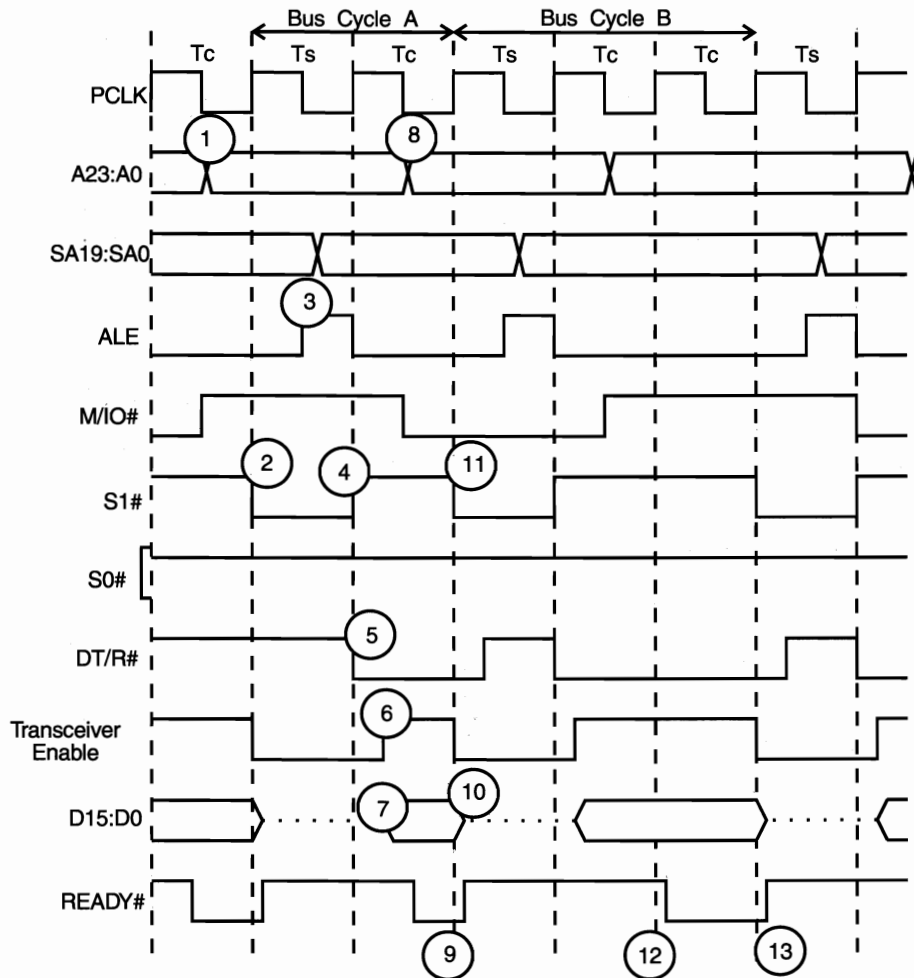 Bus Cycle A
Bus Cycle B
Tc
Ts
Tc
Ts
Tc
Tc
Ts
PCLK
1
8
A23:A0
SA19:SA0
3
ALE
M/IO#
2
4
11
S1#
S0#
5
DT/R#
6
Transceiver
Enable
10
7
D15:D0
READY#
9
12
13